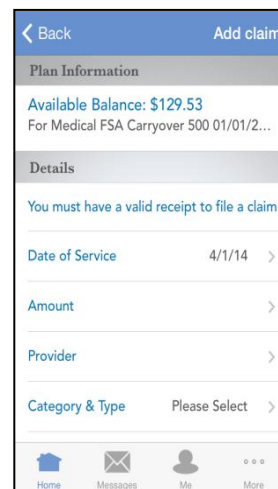 Back Add claim
Plan Information
Available Balance: $129.53
For Medical FSA Carryover 500 01/01/2...
Details
You must have a valid receipt to file a claim
Date of Service 4/1/14
Amount
Provider
Category & Type Please Select
Home Messages Me More